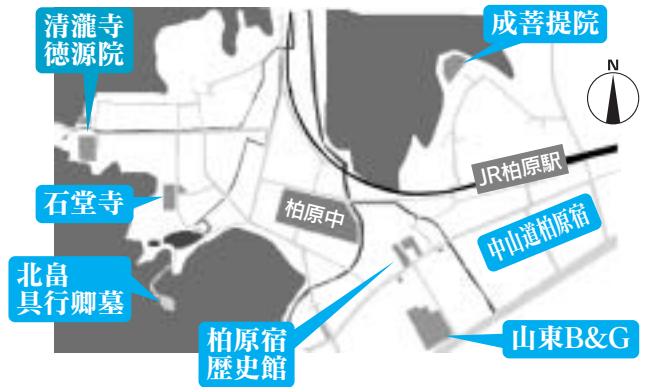 清瀧寺
徳源院
成菩提院
N
JR柏原駅
石堂寺
柏原中
中山道柏原宿
北畠
具行卿墓
柏原宿
歴史館
山東B&G